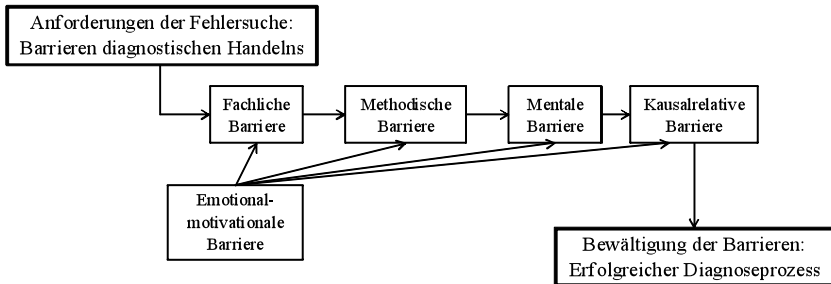 Anforderungen der Fehlersuche:
Barrieren diagnostischen Handelns
Fachliche
Barriere
Methodische
Barriere
Mentale
Barriere
Kausalrelative
Barriere
Emotional-
motivationale
Barriere
Bewältigung der Barrieren:
Erfolgreicher Diagnoseprozess